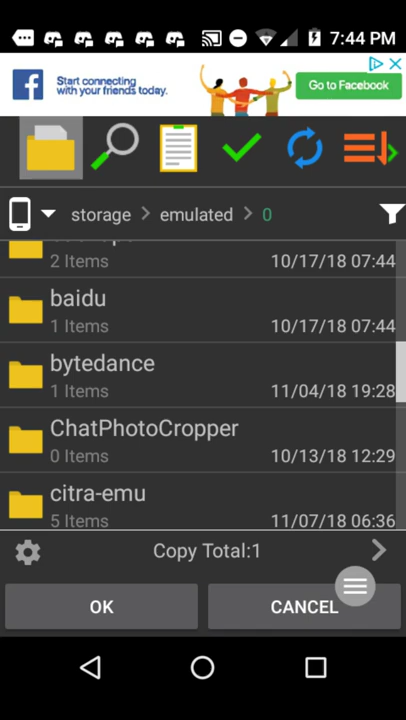 7:44 PM
Start connecting
with your friends today.
Go to Facebook
storage > emulated > 0
2 Items 10/17/18 07:44
baidu
1 Items 10/17/18 07:44
bytedance
1 Items 11/04/18 19:28
ChatPhotoCropper
0 Items 10/13/18 12:29
citra-emu
5 Items 11/07/18 06:36
Copy Total:1
OK CANCEL